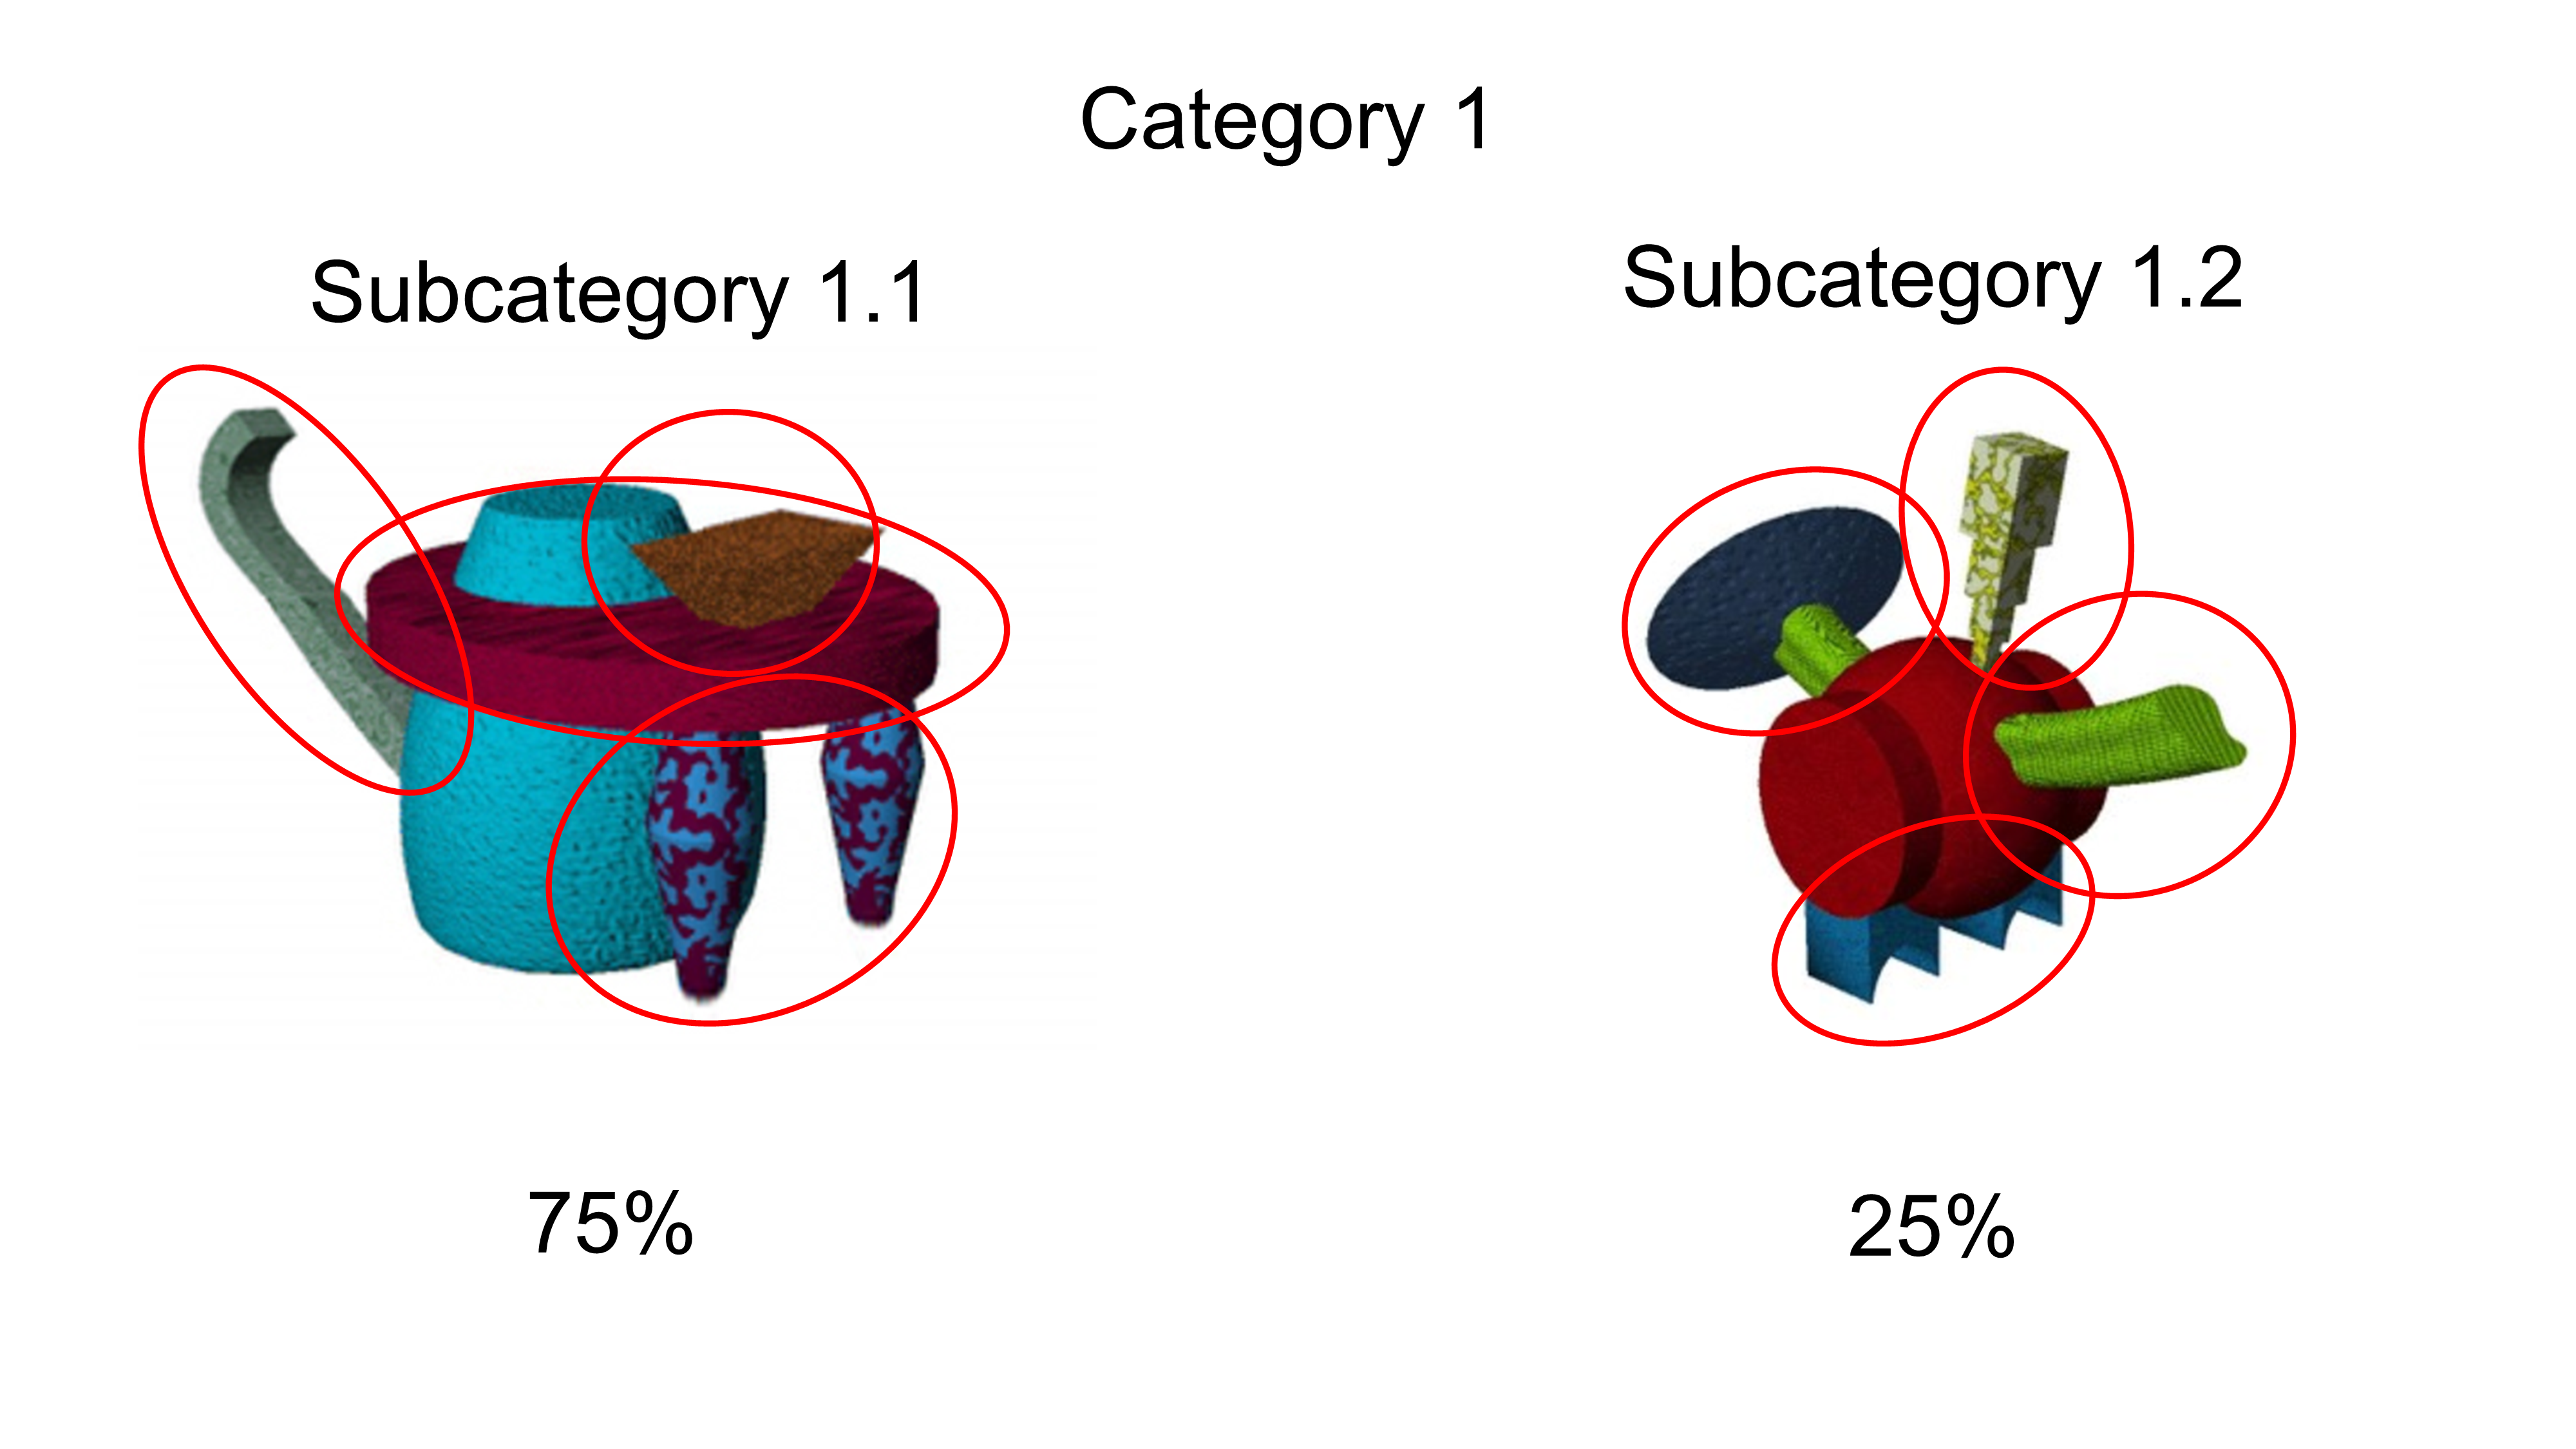 Category 1
Subcategory 1.1
Subcategory 1.2
75%
25%